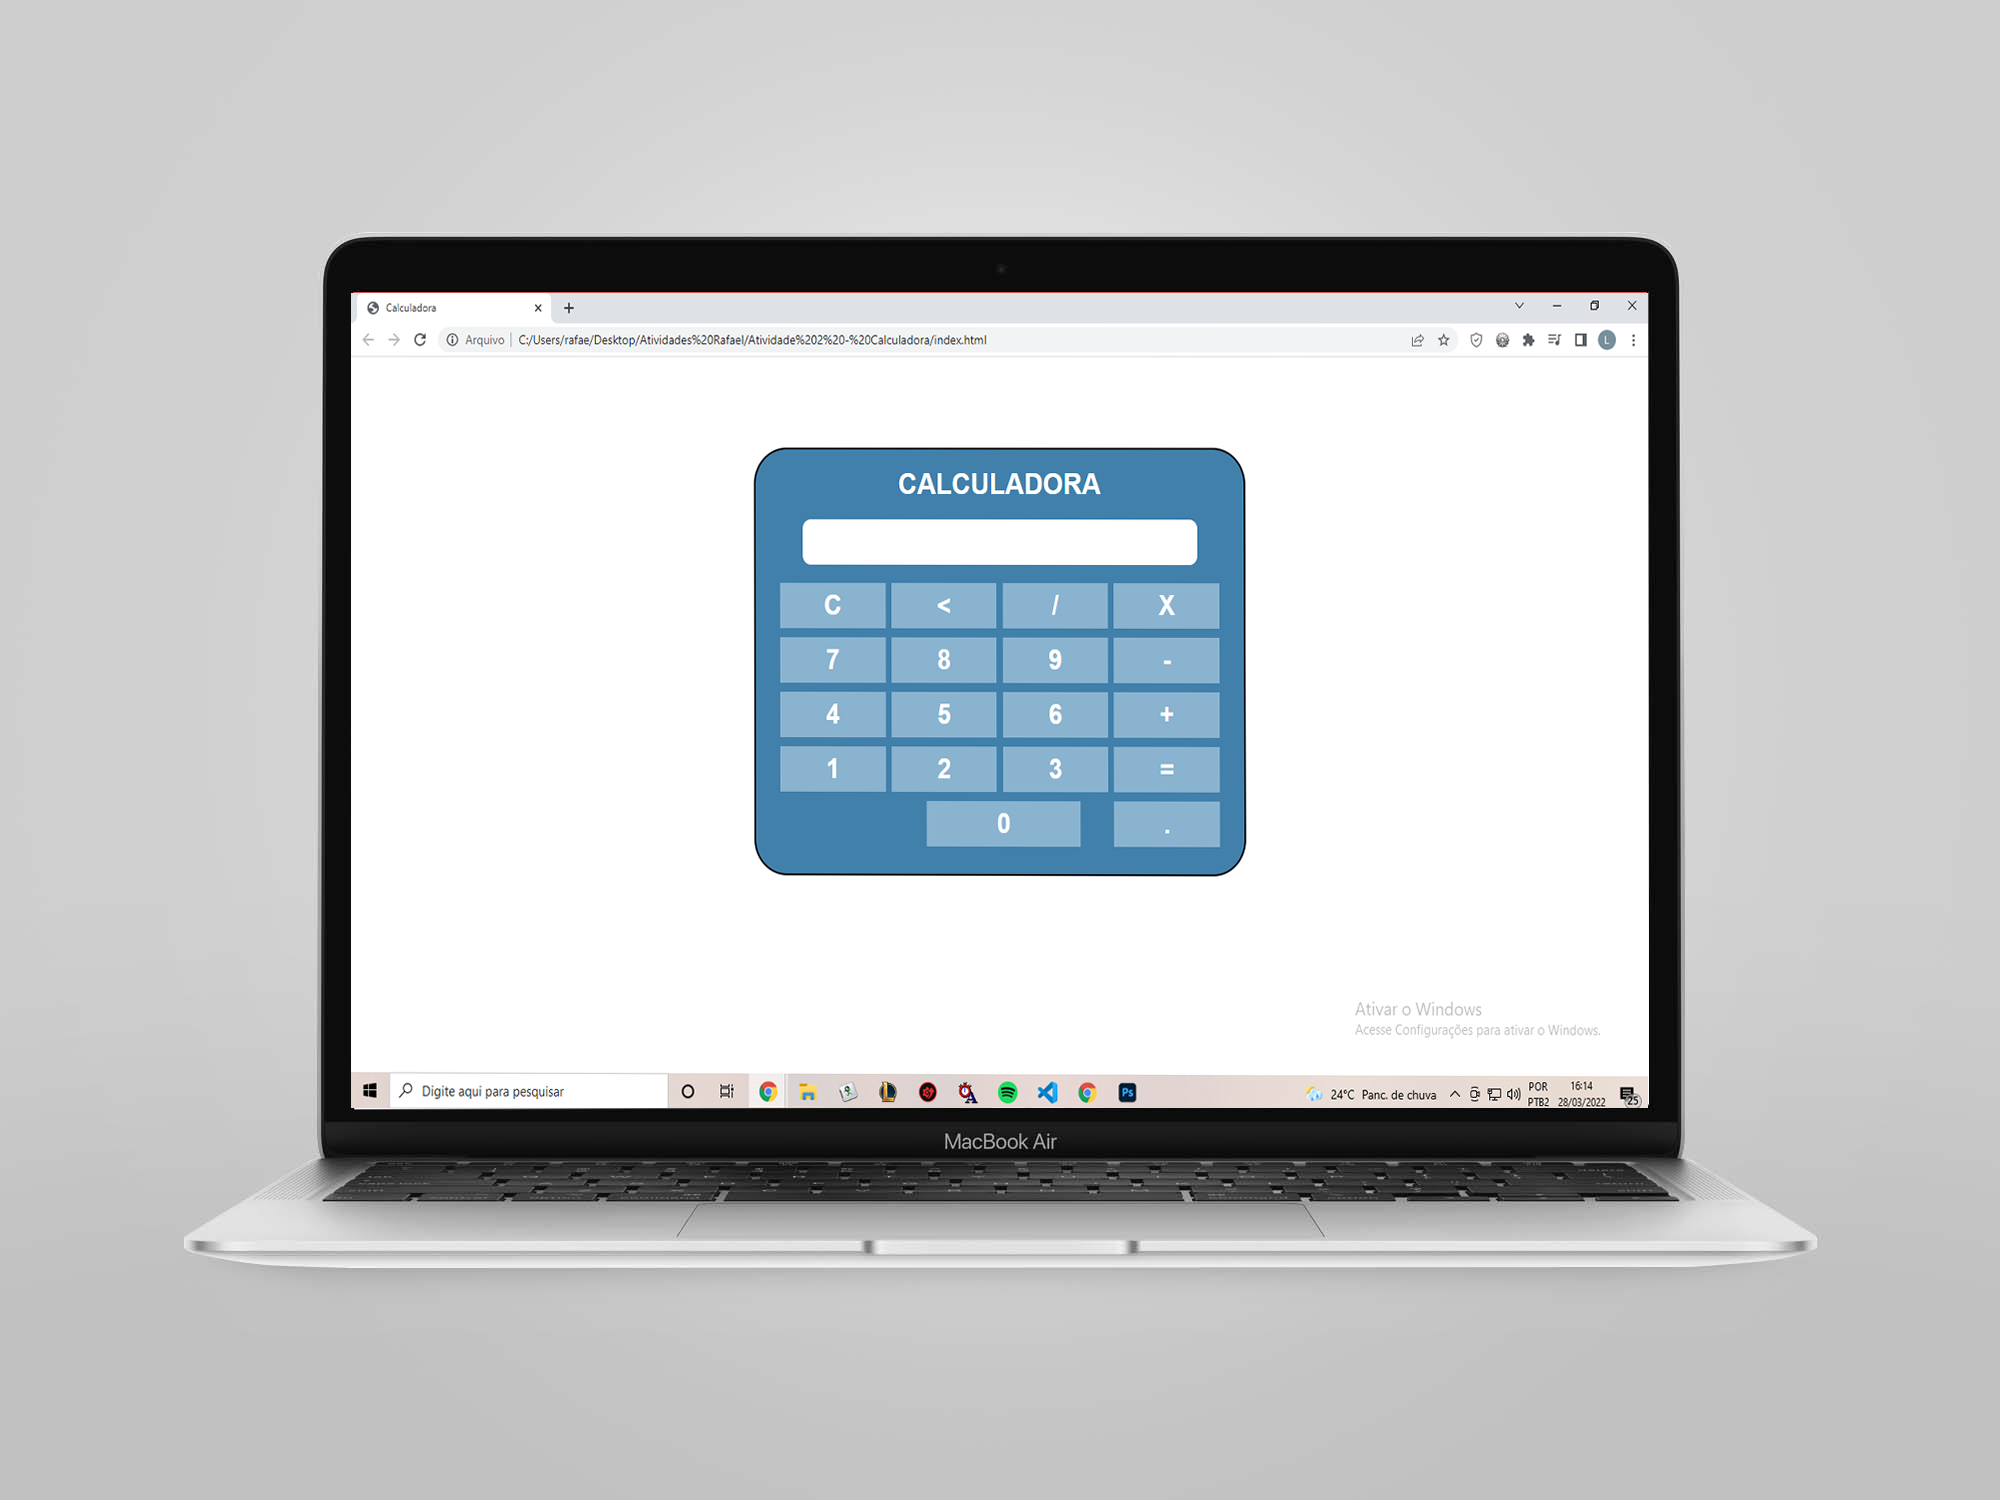 Calculadora
Arquivo C:/Users/rafae/Desktop/Atividades%20Rafael/Atividade%202%20-%20Calculadora/index.html
L
CALCULADORA
C < / X
7 8 9 -
4 5 6 +
1 2 3 =
0 .
Ativar o Windows
Acesse Configurações para ativar o Windows.
Digite aqui para pesquisar
Ps
24°C Panc. de chuva
POR 16:14
PTB2 28/03/2022
25
MacBook Air